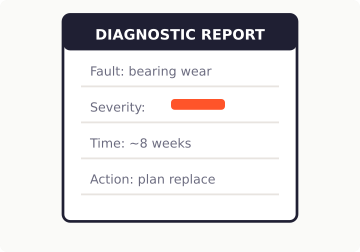 DIAGNOSTIC REPORT
Fault: bearing wear
Severity:
Time: ~8 weeks
Action: plan replace